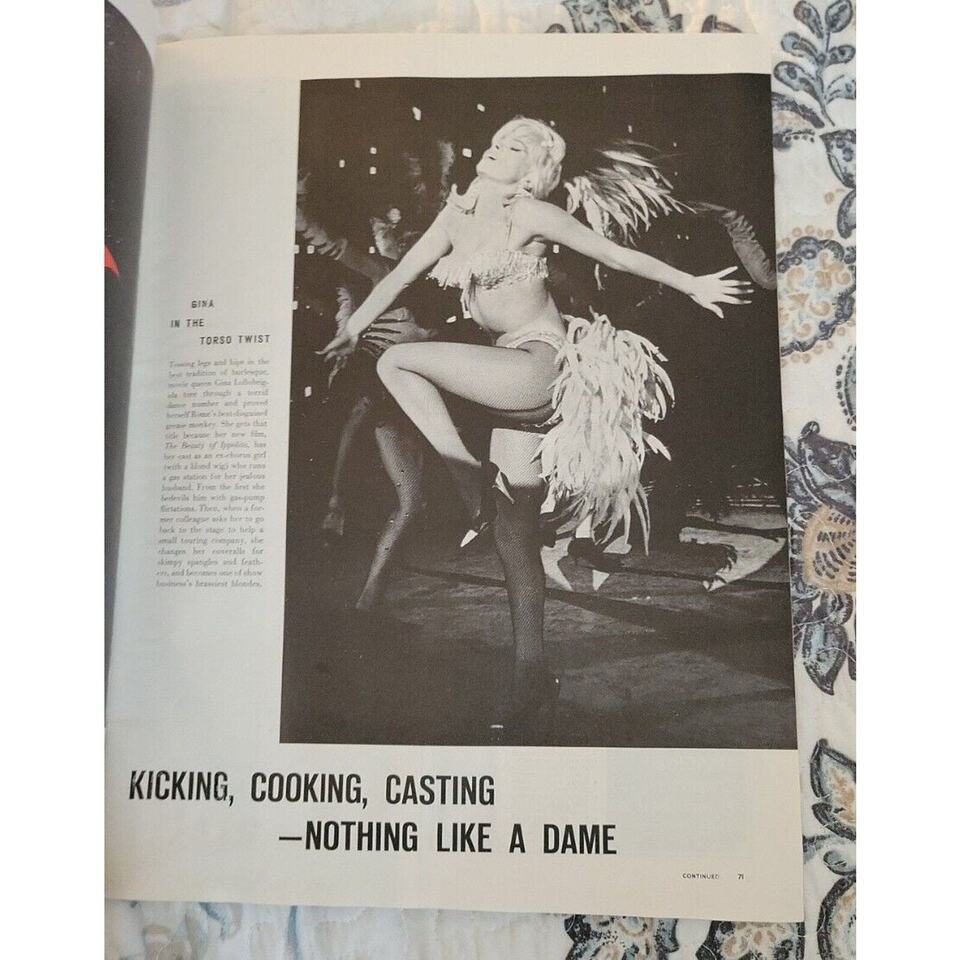 GINA
IN THE
TORSO TWIST
Tossing legs and hips in the
best tradition of burlesque,
movie queen Gina Lollobrig-
ida tore through a torrid
dance number and proved
herself Rome's best-disguised
grease monkey. She gets that
title because her new film,
The Beauty of Ippolita, has
her cast as an ex-chorus girl
(with a blond wig) who runs
a gas station for her jealous
husband. From the first she
bedevils him with gas-pump
flirtations. Then, when a for-
mer colleague asks her to go
back to the stage to help a
small touring company, she
changes her coveralls for
skimpy spangles and feath-
ers, and becomes one of show
business's brassiest blondes.
KICKING, COOKING, CASTING
—NOTHING LIKE A DAME
CONTINUED 71